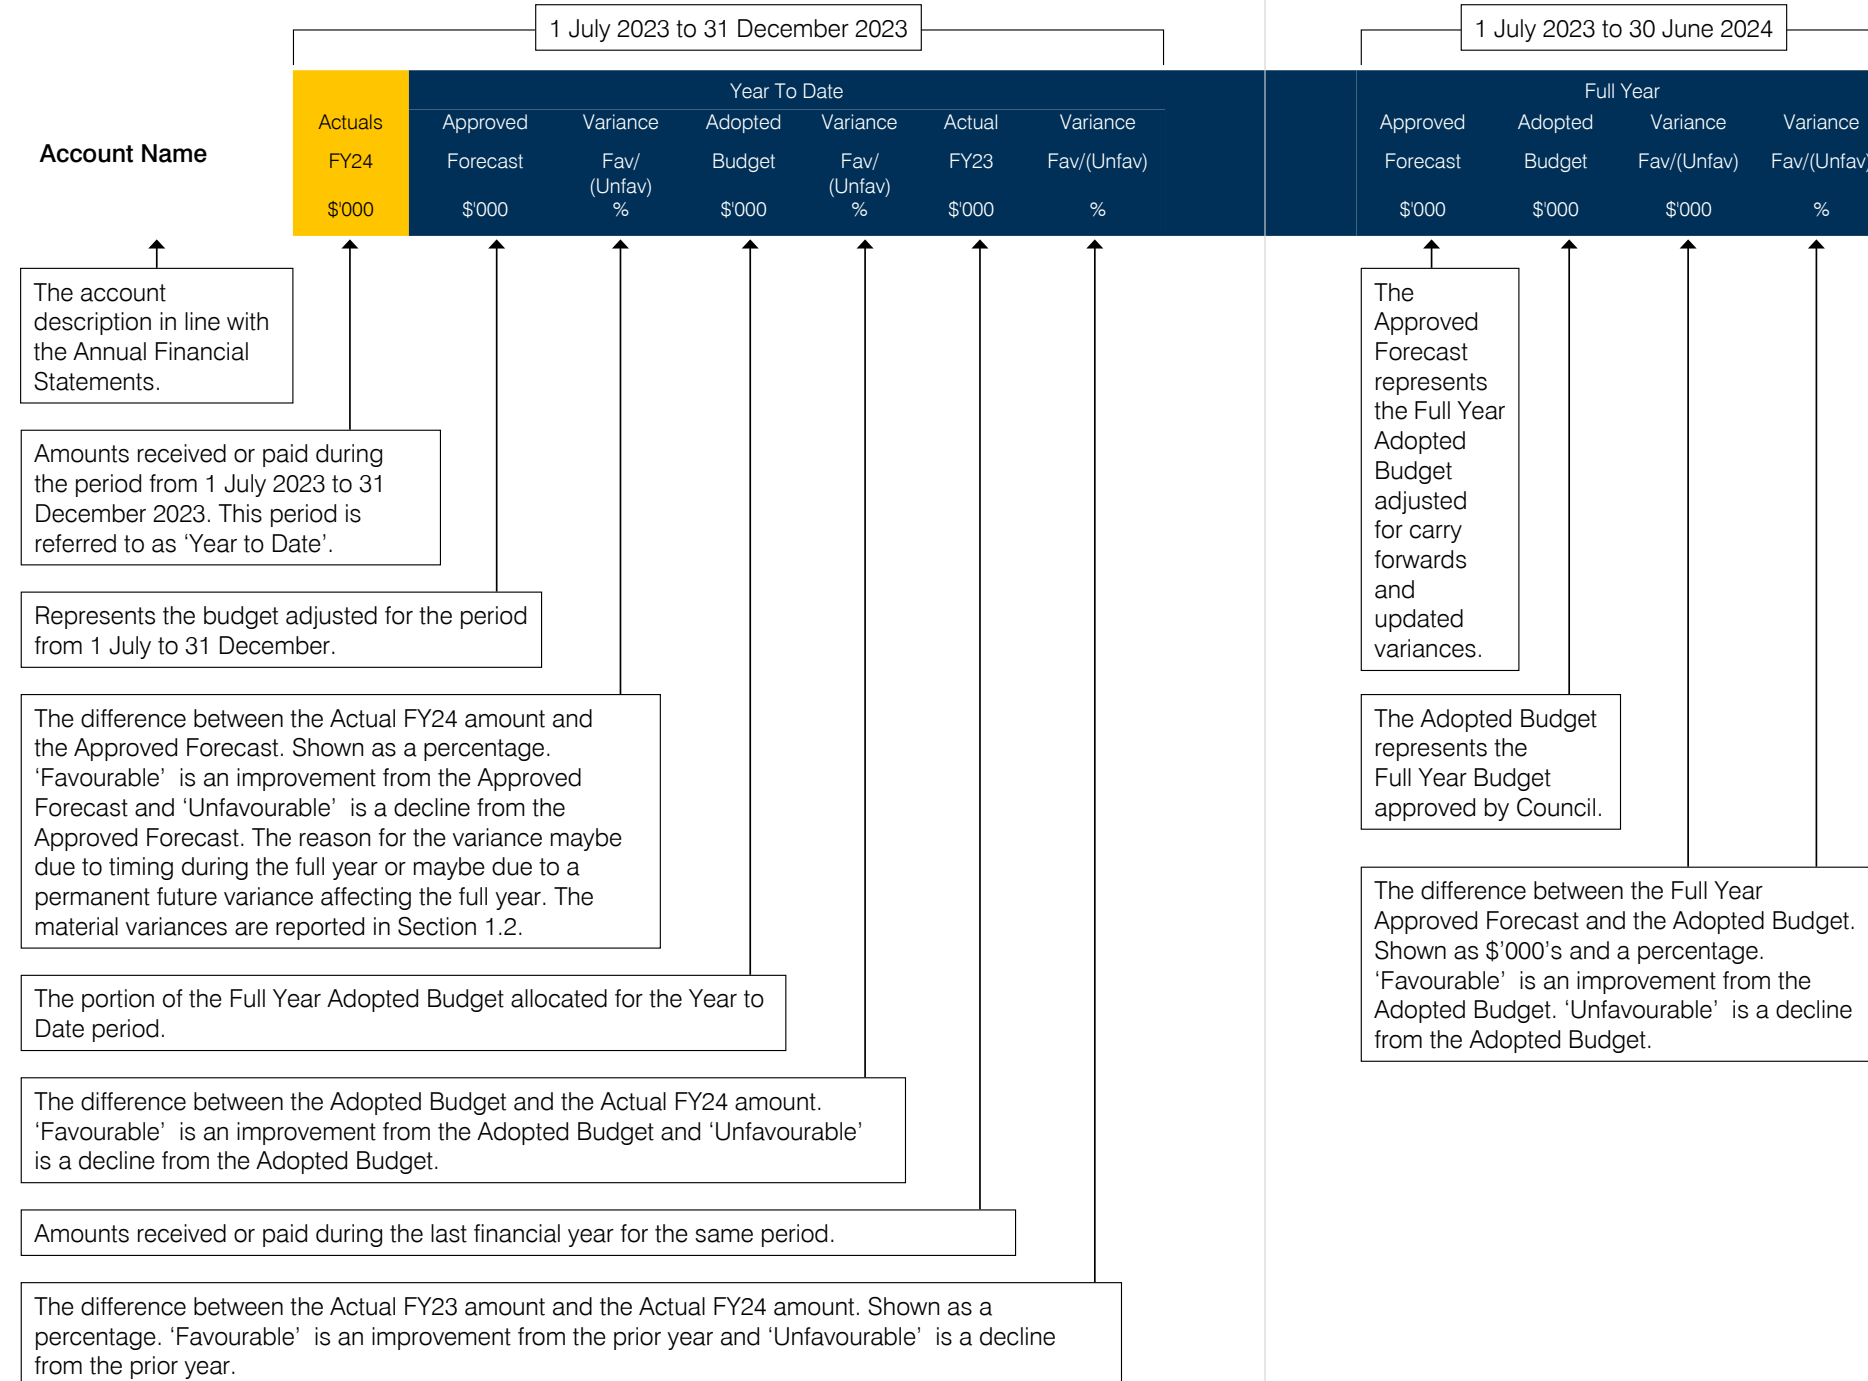 1 July 2023 to 31 December 2023
1 July 2023 to 30 June 2024
Year To Date
Full Year
Actuals Approved Variance Adopted Variance Actual Variance Approved Adopted Variance Variance
Account Name FY24 Forecast Fav/ Budget Fav/ FY23 Fav/(Unfav) Forecast Budget Fav/(Unfav) Fav/(Unfav)
(Unfav) (Unfav)
$'000 $'000 % $'000 % $'000 % $'000 $'000 $'000 %
The account
description in line with
the Annual Financial
Statements.
Amounts received or paid during
the period from 1 July 2023 to 31
December 2023. This period is
referred to as ‘Year to Date’.
Represents the budget adjusted for the period
from 1 July to 31 December.
The difference between the Actual FY24 amount and
the Approved Forecast. Shown as a percentage.
‘Favourable’ is an improvement from the Approved
Forecast and ‘Unfavourable’ is a decline from the
Approved Forecast. The reason for the variance maybe
due to timing during the full year or maybe due to a
permanent future variance affecting the full year. The
material variances are reported in Section 1.2.
The portion of the Full Year Adopted Budget allocated for the Year to
Date period.
The difference between the Adopted Budget and the Actual FY24 amount.
‘Favourable’ is an improvement from the Adopted Budget and ‘Unfavourable’
is a decline from the Adopted Budget.
Amounts received or paid during the last financial year for the same period.
The difference between the Actual FY23 amount and the Actual FY24 amount. Shown as a
percentage. ‘Favourable’ is an improvement from the prior year and ‘Unfavourable’ is a decline
from the prior year.
The
Approved
Forecast
represents
the Full Year
Adopted
Budget
adjusted
for carry
forwards
and
updated
variances.
The Adopted Budget
represents the
Full Year Budget
approved by Council.
The difference between the Full Year
Approved Forecast and the Adopted Budget.
Shown as $’000’s and a percentage.
‘Favourable’ is an improvement from the
Adopted Budget. ‘Unfavourable’ is a decline
from the Adopted Budget.